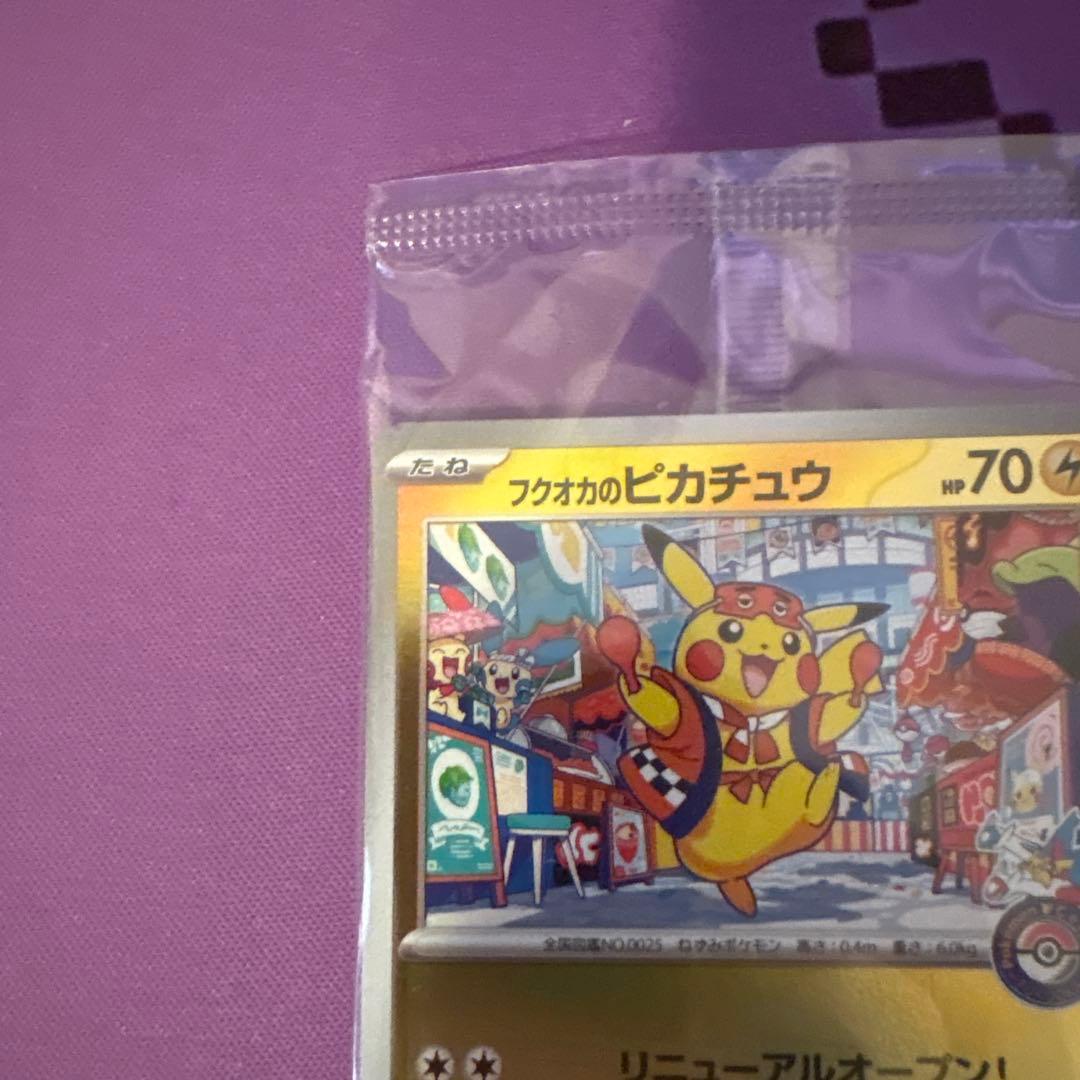 たね
フクオカのピカチュウ HP 70
全国図鑑NO.0025 ねずみポケモン 高さ:0.4m 重さ:6.0kg
リニューアルオープン!